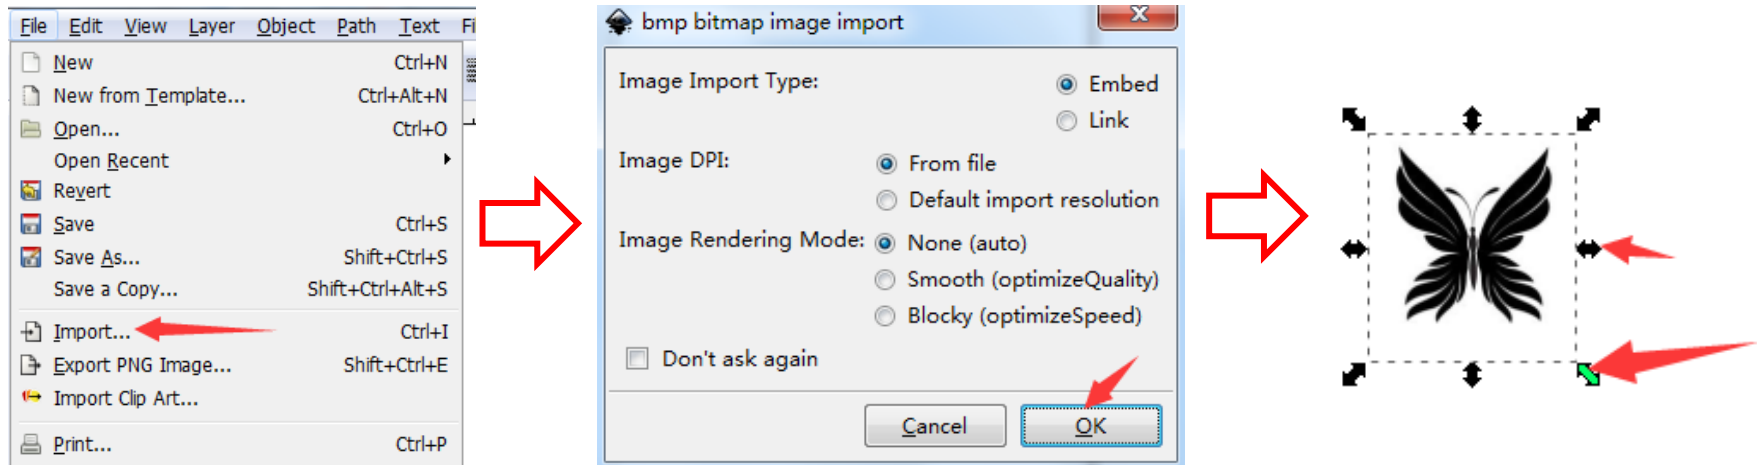 File Edit View Layer Object Path Text Fi
New Ctrl+N
New from Template... Ctrl+Alt+N
Open... Ctrl+O
Open Recent
Revert
Save Ctrl+S
Save As... Shift+Ctrl+S
Save a Copy... Shift+Ctrl+Alt+S
Import... Ctrl+I
Export PNG Image... Shift+Ctrl+E
Import Clip Art...
Print... Ctrl+P
bmp bitmap image import
Image Import Type: Embed
Link
Image DPI: From file
Default import resolution
Image Rendering Mode: None (auto)
Smooth (optimizeQuality)
Blocky (optimizeSpeed)
Don't ask again
Cancel OK